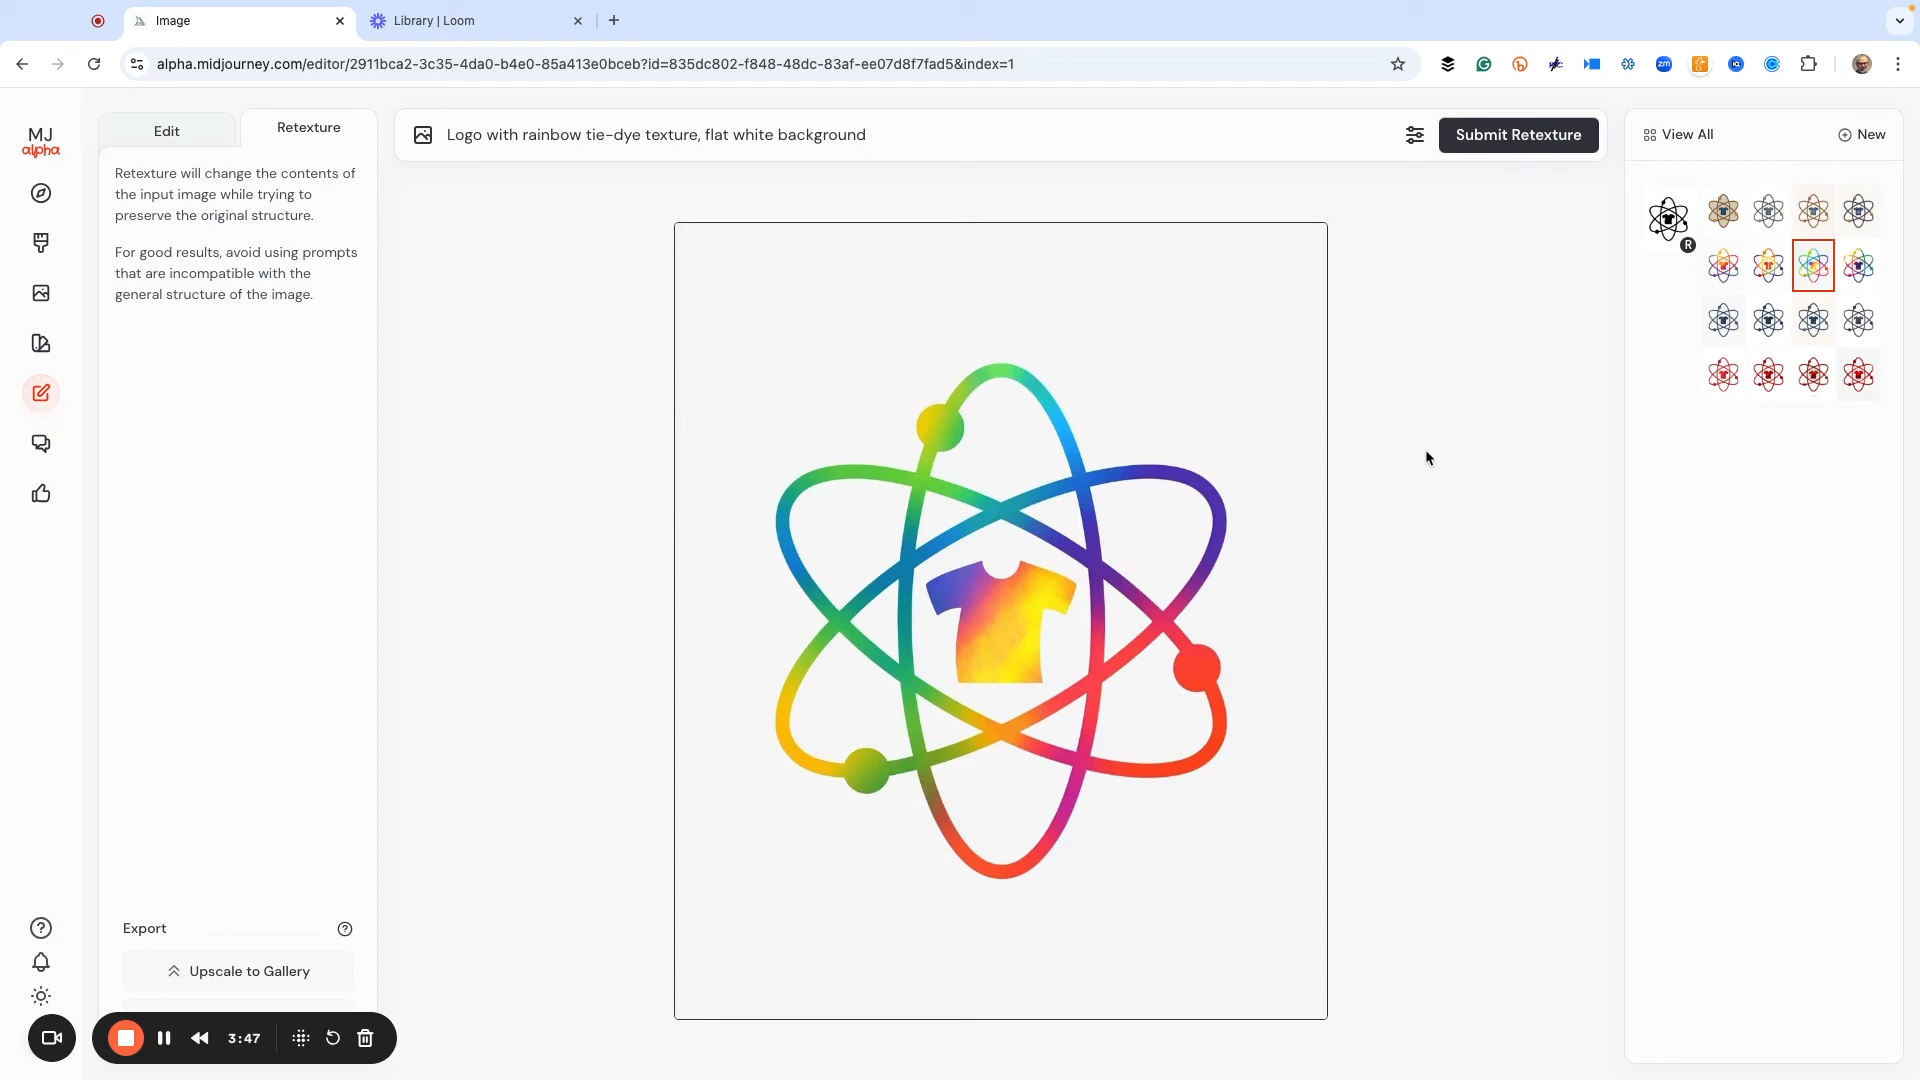 Image
Library | Loom
alpha.midjourney.com/editor/2911bca2-3c35-4da0-b4e0-85a413e0bceb?id=835dc802-f848-48dc-83af-ee07d8f7fad5&index=1
MJ
alpha
Edit
Retexture
Retexture will change the contents of
the input image while trying to
preserve the original structure.
For good results, avoid using prompts
that are incompatible with the
general structure of the image.
Logo with rainbow tie-dye texture, flat white background
Submit Retexture
View All
New
R
Export
Upscale to Gallery
3:47